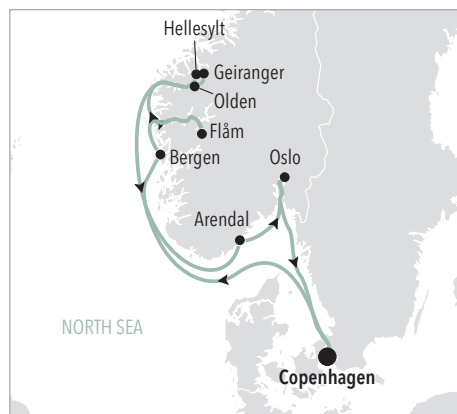 Hellesylt
Geiranger
Olden
Flåm
Bergen
Oslo
Arendal
NORTH SEA
Copenhagen